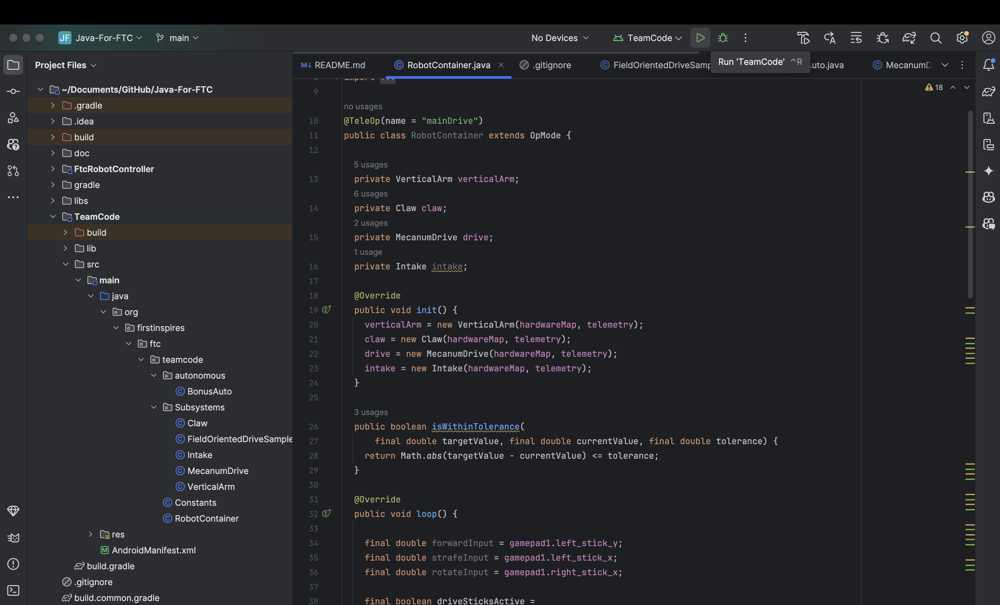 JF Java-For-FTC main No Devices TeamCode
Project Files
README.md RobotContainer.java .gitignore FieldOrientedDriveSamp Auto.java MecanumD
Run 'TeamCode' ^R
18
~/Documents/GitHub/Java-For-FTC
.gradle
.idea
build
doc
FtcRobotController
gradle
libs
TeamCode
build
lib
src
main
java
org
firstinspires
ftc
teamcode
autonomous
BonusAuto
Subsystems
Claw
FieldOrientedDriveSample
Intake
MecanumDrive
VerticalArm
Constants
RobotContainer
res
AndroidManifest.xml
build.gradle
.gitignore
build.common.gradle
import ...
9
no usages
10 @TeleOp(name = "mainDrive")
11 public class RobotContainer extends OpMode {
12
5 usages
13 private VerticalArm verticalArm;
6 usages
14 private Claw claw;
2 usages
15 private MecanumDrive drive;
1 usage
16 private Intake intake;
17
18 @Override
19 public void init() {
20 verticalArm = new VerticalArm(hardwareMap, telemetry);
21 claw = new Claw(hardwareMap, telemetry);
22 drive = new MecanumDrive(hardwareMap, telemetry);
23 intake = new Intake(hardwareMap, telemetry);
24 }
25
3 usages
26 public boolean isWithinTolerance(
27 final double targetValue, final double currentValue, final double tolerance) {
28 return Math.abs(targetValue - currentValue) <= tolerance;
29 }
30
31 @Override
32 public void loop() {
33
34 final double forwardInput = gamepad1.left_stick_y;
35 final double strafeInput = gamepad1.left_stick_x;
36 final double rotateInput = gamepad1.right_stick_x;
37
38 final boolean driveSticksActive =